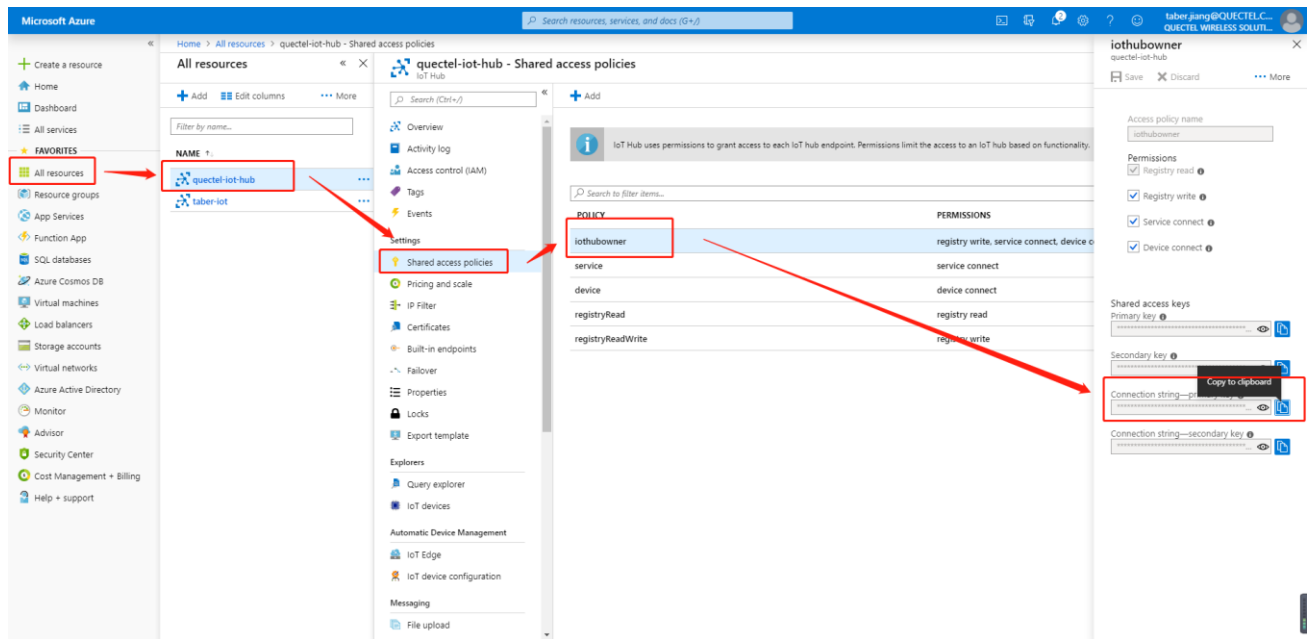 Microsoft Azure
Search resources, services, and docs (G+/)
2
taber.jiang@QUECTEL.C...
QUECTEL WIRELESS SOLUTI...
Create a resource
Home
Dashboard
All services
FAVORITES
All resources
Resource groups
App Services
Function App
SQL databases
Azure Cosmos DB
Virtual machines
Load balancers
Storage accounts
Virtual networks
Azure Active Directory
Monitor
Advisor
Security Center
Cost Management + Billing
Help + support
Home > All resources > quectel-iot-hub - Shared access policies
All resources
Add
Edit columns
More
Filter by name...
NAME
quectel-iot-hub
taber-iot
quectel-iot-hub - Shared access policies
IoT Hub
Search (Ctrl+/)
Overview
Activity log
Access control (IAM)
Tags
Events
Settings
Shared access policies
Pricing and scale
IP Filter
Certificates
Built-in endpoints
Failover
Properties
Locks
Export template
Explorers
Query explorer
IoT devices
Automatic Device Management
IoT Edge
IoT device configuration
Messaging
File upload
Add
IoT Hub uses permissions to grant access to each IoT hub endpoint. Permissions limit the access to an IoT hub based on functionality.
Search to filter items...
POLICY PERMISSIONS
iothubowner registry write, service connect, device c
service service connect
device device connect
registryRead registry read
registryReadWrite registry write
iothubowner
quectel-iot-hub
Save
Discard
More
Access policy name
iothubowner
Permissions
Registry read
Registry write
Service connect
Device connect
Shared access keys
Primary key
Secondary key
Copy to clipboard
Connection string—primary key
Connection string—secondary key